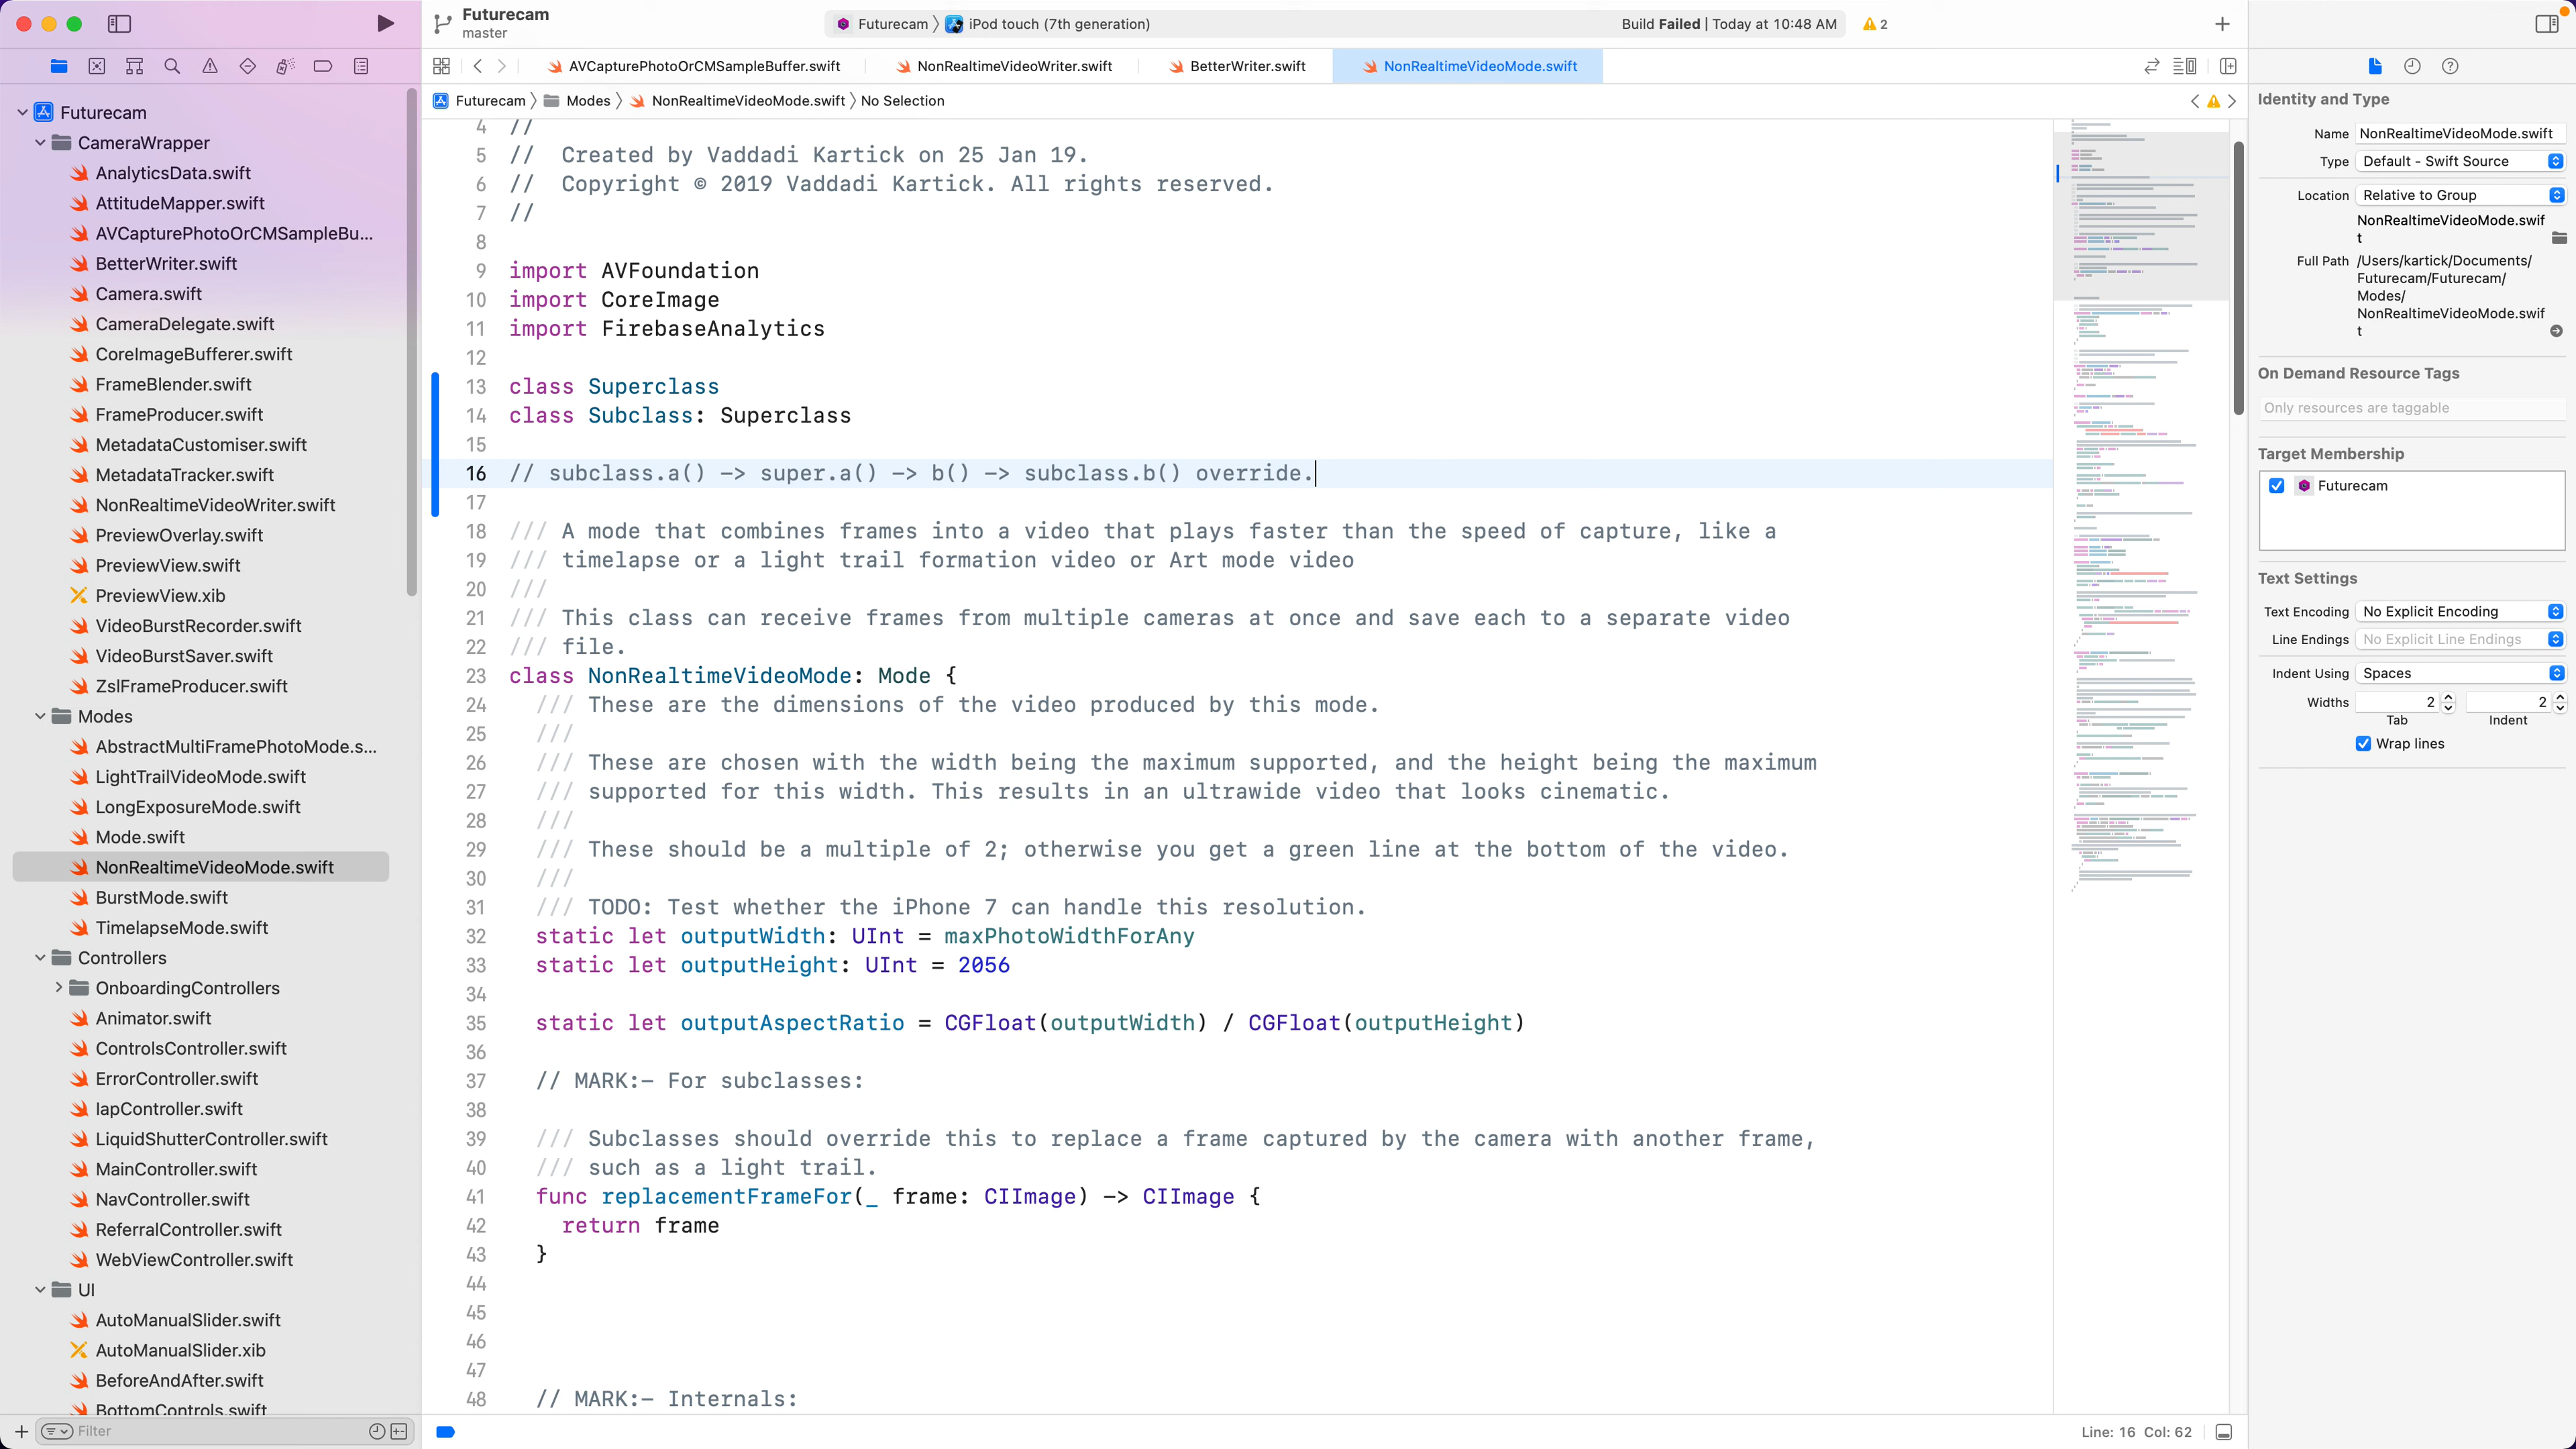 Futurecam
master
Futurecam
iPod touch (7th generation)
Build Failed | Today at 10:48 AM
2
AVCapturePhotoOrCMSampleBuffer.swift
NonRealtimeVideoWriter.swift
BetterWriter.swift
NonRealtimeVideoMode.swift
Futurecam
Modes
NonRealtimeVideoMode.swift
No Selection
Futurecam
CameraWrapper
AnalyticsData.swift
AttitudeMapper.swift
AVCapturePhotoOrCMSampleBu...
BetterWriter.swift
Camera.swift
CameraDelegate.swift
CoreImageBufferer.swift
FrameBlender.swift
FrameProducer.swift
MetadataCustomiser.swift
MetadataTracker.swift
NonRealtimeVideoWriter.swift
PreviewOverlay.swift
PreviewView.swift
PreviewView.xib
VideoBurstRecorder.swift
VideoBurstSaver.swift
ZslFrameProducer.swift
Modes
AbstractMultiFramePhotoMode.s...
LightTrailVideoMode.swift
LongExposureMode.swift
Mode.swift
NonRealtimeVideoMode.swift
BurstMode.swift
TimelapseMode.swift
Controllers
OnboardingControllers
Animator.swift
ControlsController.swift
ErrorController.swift
IapController.swift
LiquidShutterController.swift
MainController.swift
NavController.swift
ReferralController.swift
WebViewController.swift
UI
AutoManualSlider.swift
AutoManualSlider.xib
BeforeAndAfter.swift
BottomControls.swift
Filter
4 //
5 //  Created by Vaddadi Kartick on 25 Jan 19.
6 //  Copyright © 2019 Vaddadi Kartick. All rights reserved.
7 //
8
9 import AVFoundation
10 import CoreImage
11 import FirebaseAnalytics
12
13 class Superclass
14 class Subclass: Superclass
15
16 // subclass.a() -> super.a() -> b() -> subclass.b() override.
17
18 /// A mode that combines frames into a video that plays faster than the speed of capture, like a
19 /// timelapse or a light trail formation video or Art mode video
20 ///
21 /// This class can receive frames from multiple cameras at once and save each to a separate video
22 /// file.
23 class NonRealtimeVideoMode: Mode {
24   /// These are the dimensions of the video produced by this mode.
25   ///
26   /// These are chosen with the width being the maximum supported, and the height being the maximum
27   /// supported for this width. This results in an ultrawide video that looks cinematic.
28   ///
29   /// These should be a multiple of 2; otherwise you get a green line at the bottom of the video.
30   ///
31   /// TODO: Test whether the iPhone 7 can handle this resolution.
32   static let outputWidth: UInt = maxPhotoWidthForAny
33   static let outputHeight: UInt = 2056
34
35   static let outputAspectRatio = CGFloat(outputWidth) / CGFloat(outputHeight)
36
37   // MARK:- For subclasses:
38
39   /// Subclasses should override this to replace a frame captured by the camera with another frame,
40   /// such as a light trail.
41   func replacementFrameFor(_ frame: CIImage) -> CIImage {
42     return frame
43   }
44
45
46
47
48   // MARK:- Internals:
Line: 16 Col: 62
Identity and Type
Name NonRealtimeVideoMode.swift
Type Default - Swift Source
Location Relative to Group
NonRealtimeVideoMode.swif
t
Full Path /Users/kartick/Documents/
Futurecam/Futurecam/
Modes/
NonRealtimeVideoMode.swif
t
On Demand Resource Tags
Only resources are taggable
Target Membership
Futurecam
Text Settings
Text Encoding No Explicit Encoding
Line Endings No Explicit Line Endings
Indent Using Spaces
Widths 2 2
Tab Indent
Wrap lines